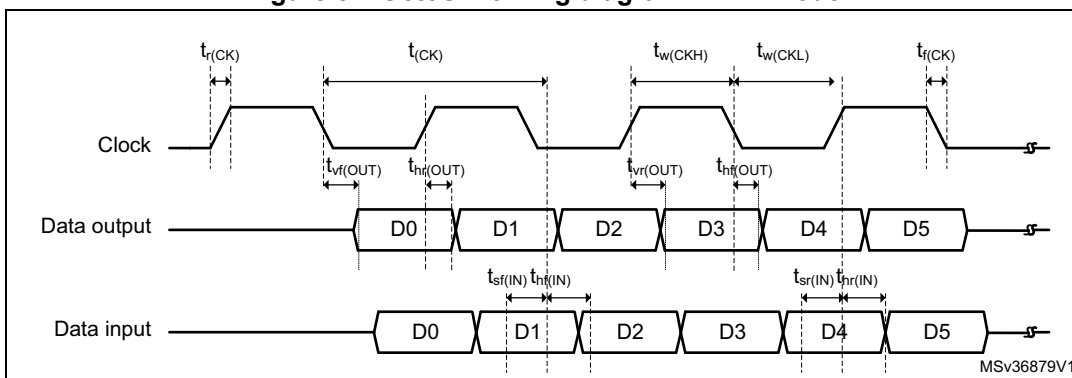 t_r(CK) t_(CK) t_w(CKH) t_w(CKL) t_f(CK)
Clock
t_vf(OUT) t_hr(OUT) t_vr(OUT) t_hf(OUT)
Data output D0 D1 D2 D3 D4 D5
t_sf(IN) t_hf(IN) t_sr(IN) t_hr(IN)
Data input D0 D1 D2 D3 D4 D5
MSv36879V1